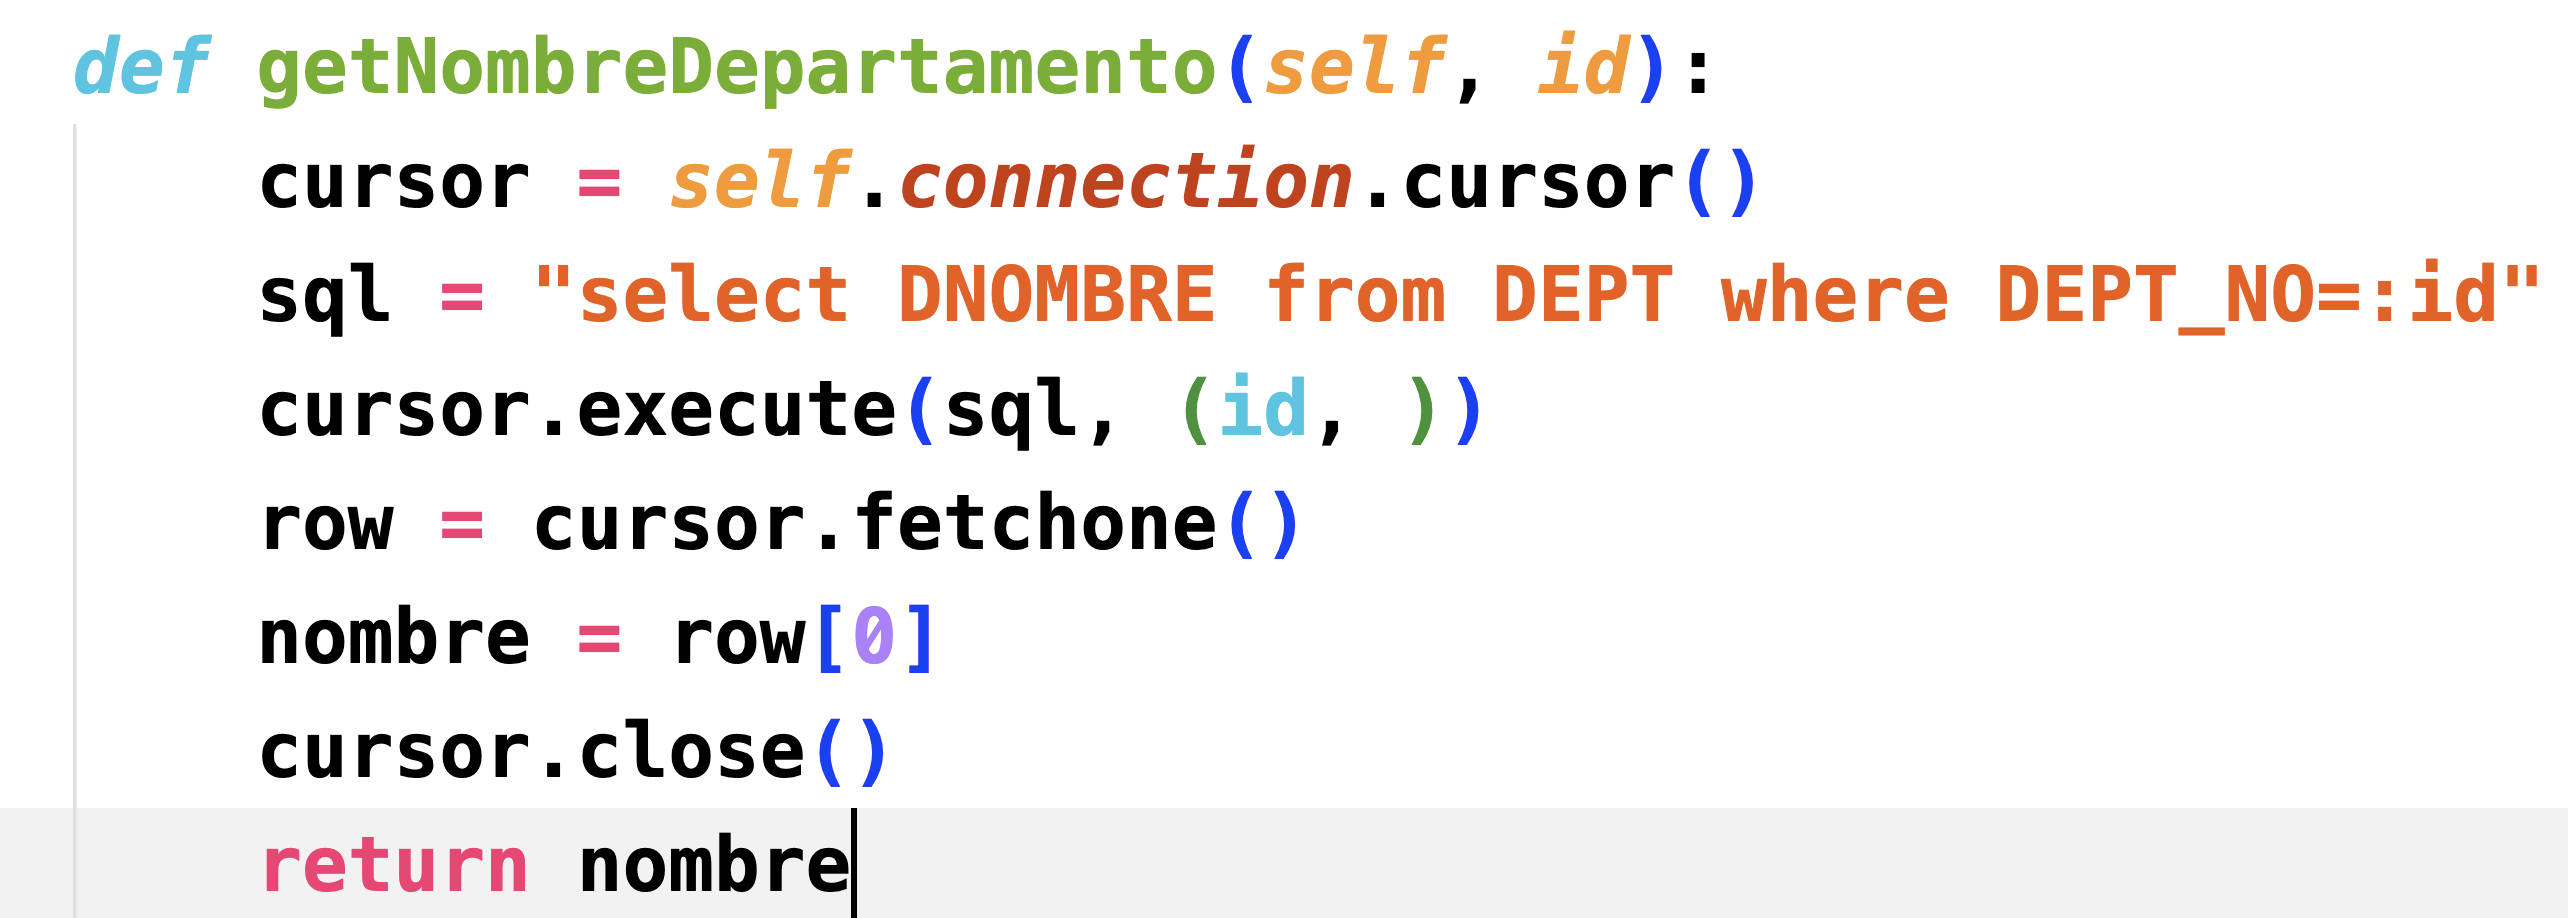 def getNombreDepartamento(self, id):
    cursor = self.connection.cursor()
    sql = "select DNOMBRE from DEPT where DEPT_NO=:id"
    cursor.execute(sql, (id, ))
    row = cursor.fetchone()
    nombre = row[0]
    cursor.close()
    return nombre